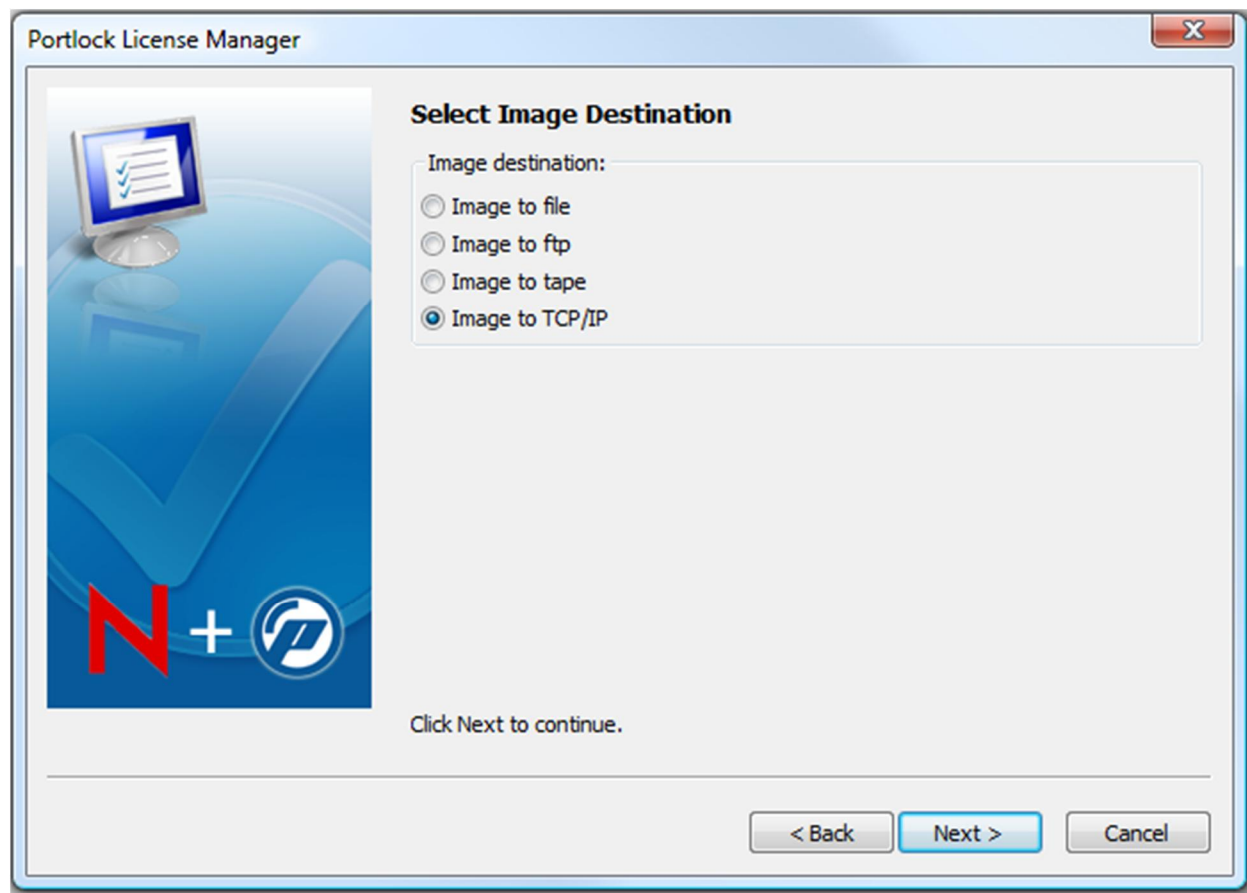 Portlock License Manager
Select Image Destination
Image destination:
Image to file
Image to ftp
Image to tape
Image to TCP/IP
N +
Click Next to continue.
< Back
Next >
Cancel